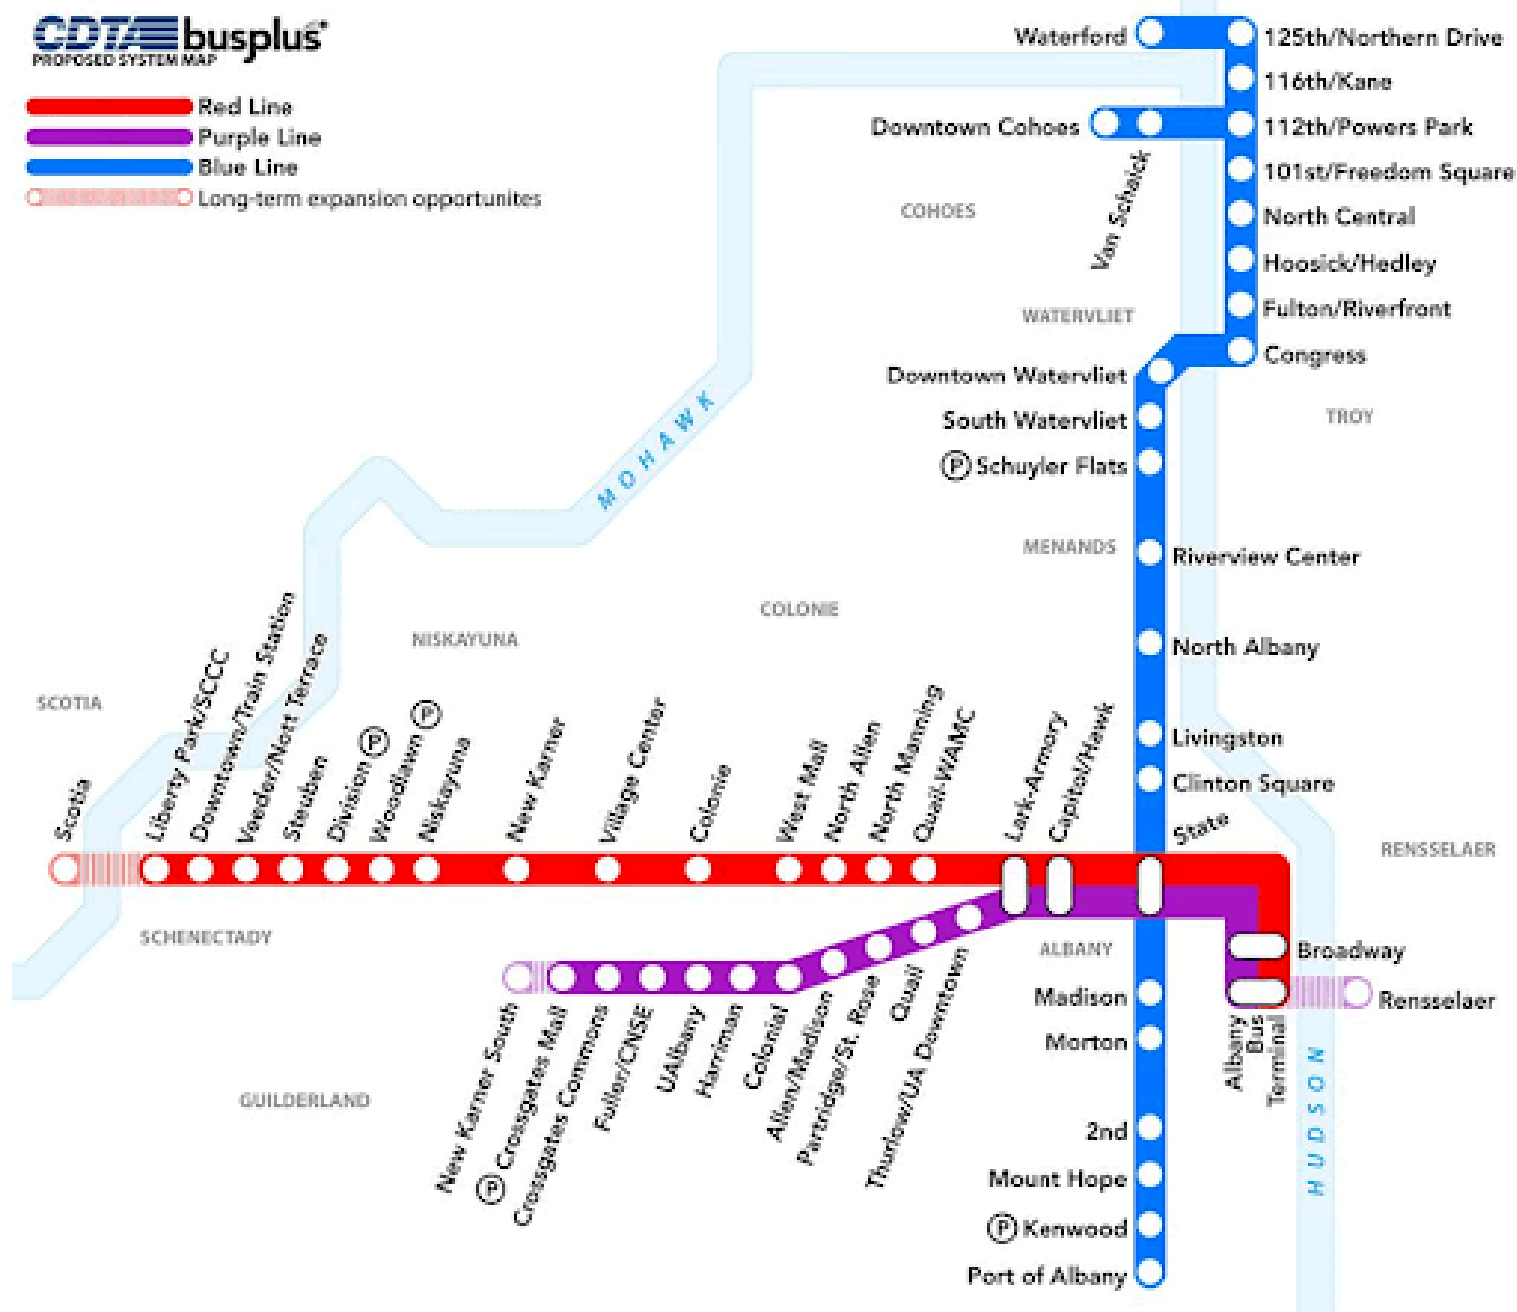 CDTA busplus
PROPOSED SYSTEM MAP
Red Line
Purple Line
Blue Line
Long-term expansion opportunites
Waterford
125th/Northern Drive
116th/Kane
Downtown Cohoes
Van Schaick
112th/Powers Park
101st/Freedom Square
COHOES
North Central
Hoosick/Hedley
Fulton/Riverfront
WATERVLIET
Congress
Downtown Watervliet
South Watervliet
TROY
P Schuyler Flats
MOHAWK
MENANDS
Riverview Center
COLONIE
NISKAYUNA
North Albany
SCOTIA
Livingston
Clinton Square
State
Scotia
Liberty Park/SCCC
Downtown/Train Station
Veeder/Nott Terrace
Steuben
Division P
Woodlawn P
Niskayuna
New Karner
Village Center
Colonie
West Mall
North Allen
North Manning
Quail-WAMC
Lark-Armory
Capitol/Hawk
RENSSELAER
SCHENECTADY
ALBANY
Broadway
Rensselaer
Albany
Bus
Terminal
New Karner South
P Crossgates Mall
Crossgates Commons
Fuller/CNSE
UAlbany
Harriman
Colonial
Allen/Madison
Partridge/St. Rose
Quail
Thurlow/UA Downtown
GUILDERLAND
Madison
Morton
HUDSON
2nd
Mount Hope
P Kenwood
Port of Albany